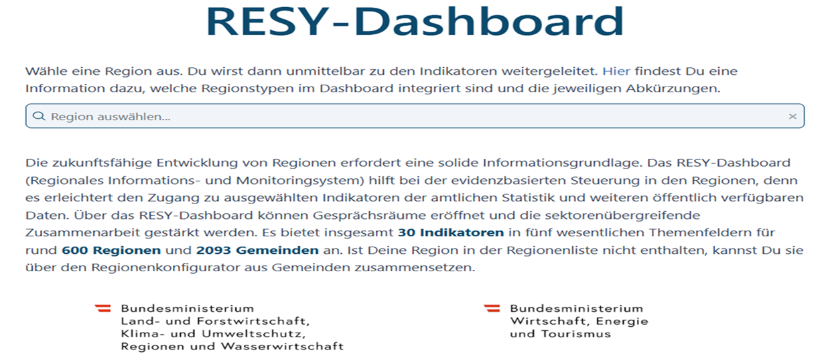 RESY-Dashboard
Wähle eine Region aus. Du wirst dann unmittelbar zu den Indikatoren weitergeleitet. Hier findest Du eine
Information dazu, welche Regionstypen im Dashboard integriert sind und die jeweiligen Abkürzungen.
Region auswählen... ×
Die zukunftsfähige Entwicklung von Regionen erfordert eine solide Informationsgrundlage. Das RESY-Dashboard
(Regionales Informations- und Monitoringsystem) hilft bei der evidenzbasierten Steuerung in den Regionen, denn
es erleichtert den Zugang zu ausgewählten Indikatoren der amtlichen Statistik und weiteren öffentlich verfügbaren
Daten. Über das RESY-Dashboard können Gesprächsräume eröffnet und die sektorenübergreifende
Zusammenarbeit gestärkt werden. Es bietet insgesamt 30 Indikatoren in fünf wesentlichen Themenfeldern für
rund 600 Regionen und 2093 Gemeinden an. Ist Deine Region in der Regionenliste nicht enthalten, kannst Du sie
über den Regionenkonfigurator aus Gemeinden zusammensetzen.
Bundesministerium
Land- und Forstwirtschaft,
Klima- und Umweltschutz,
Regionen und Wasserwirtschaft
Bundesministerium
Wirtschaft, Energie
und Tourismus